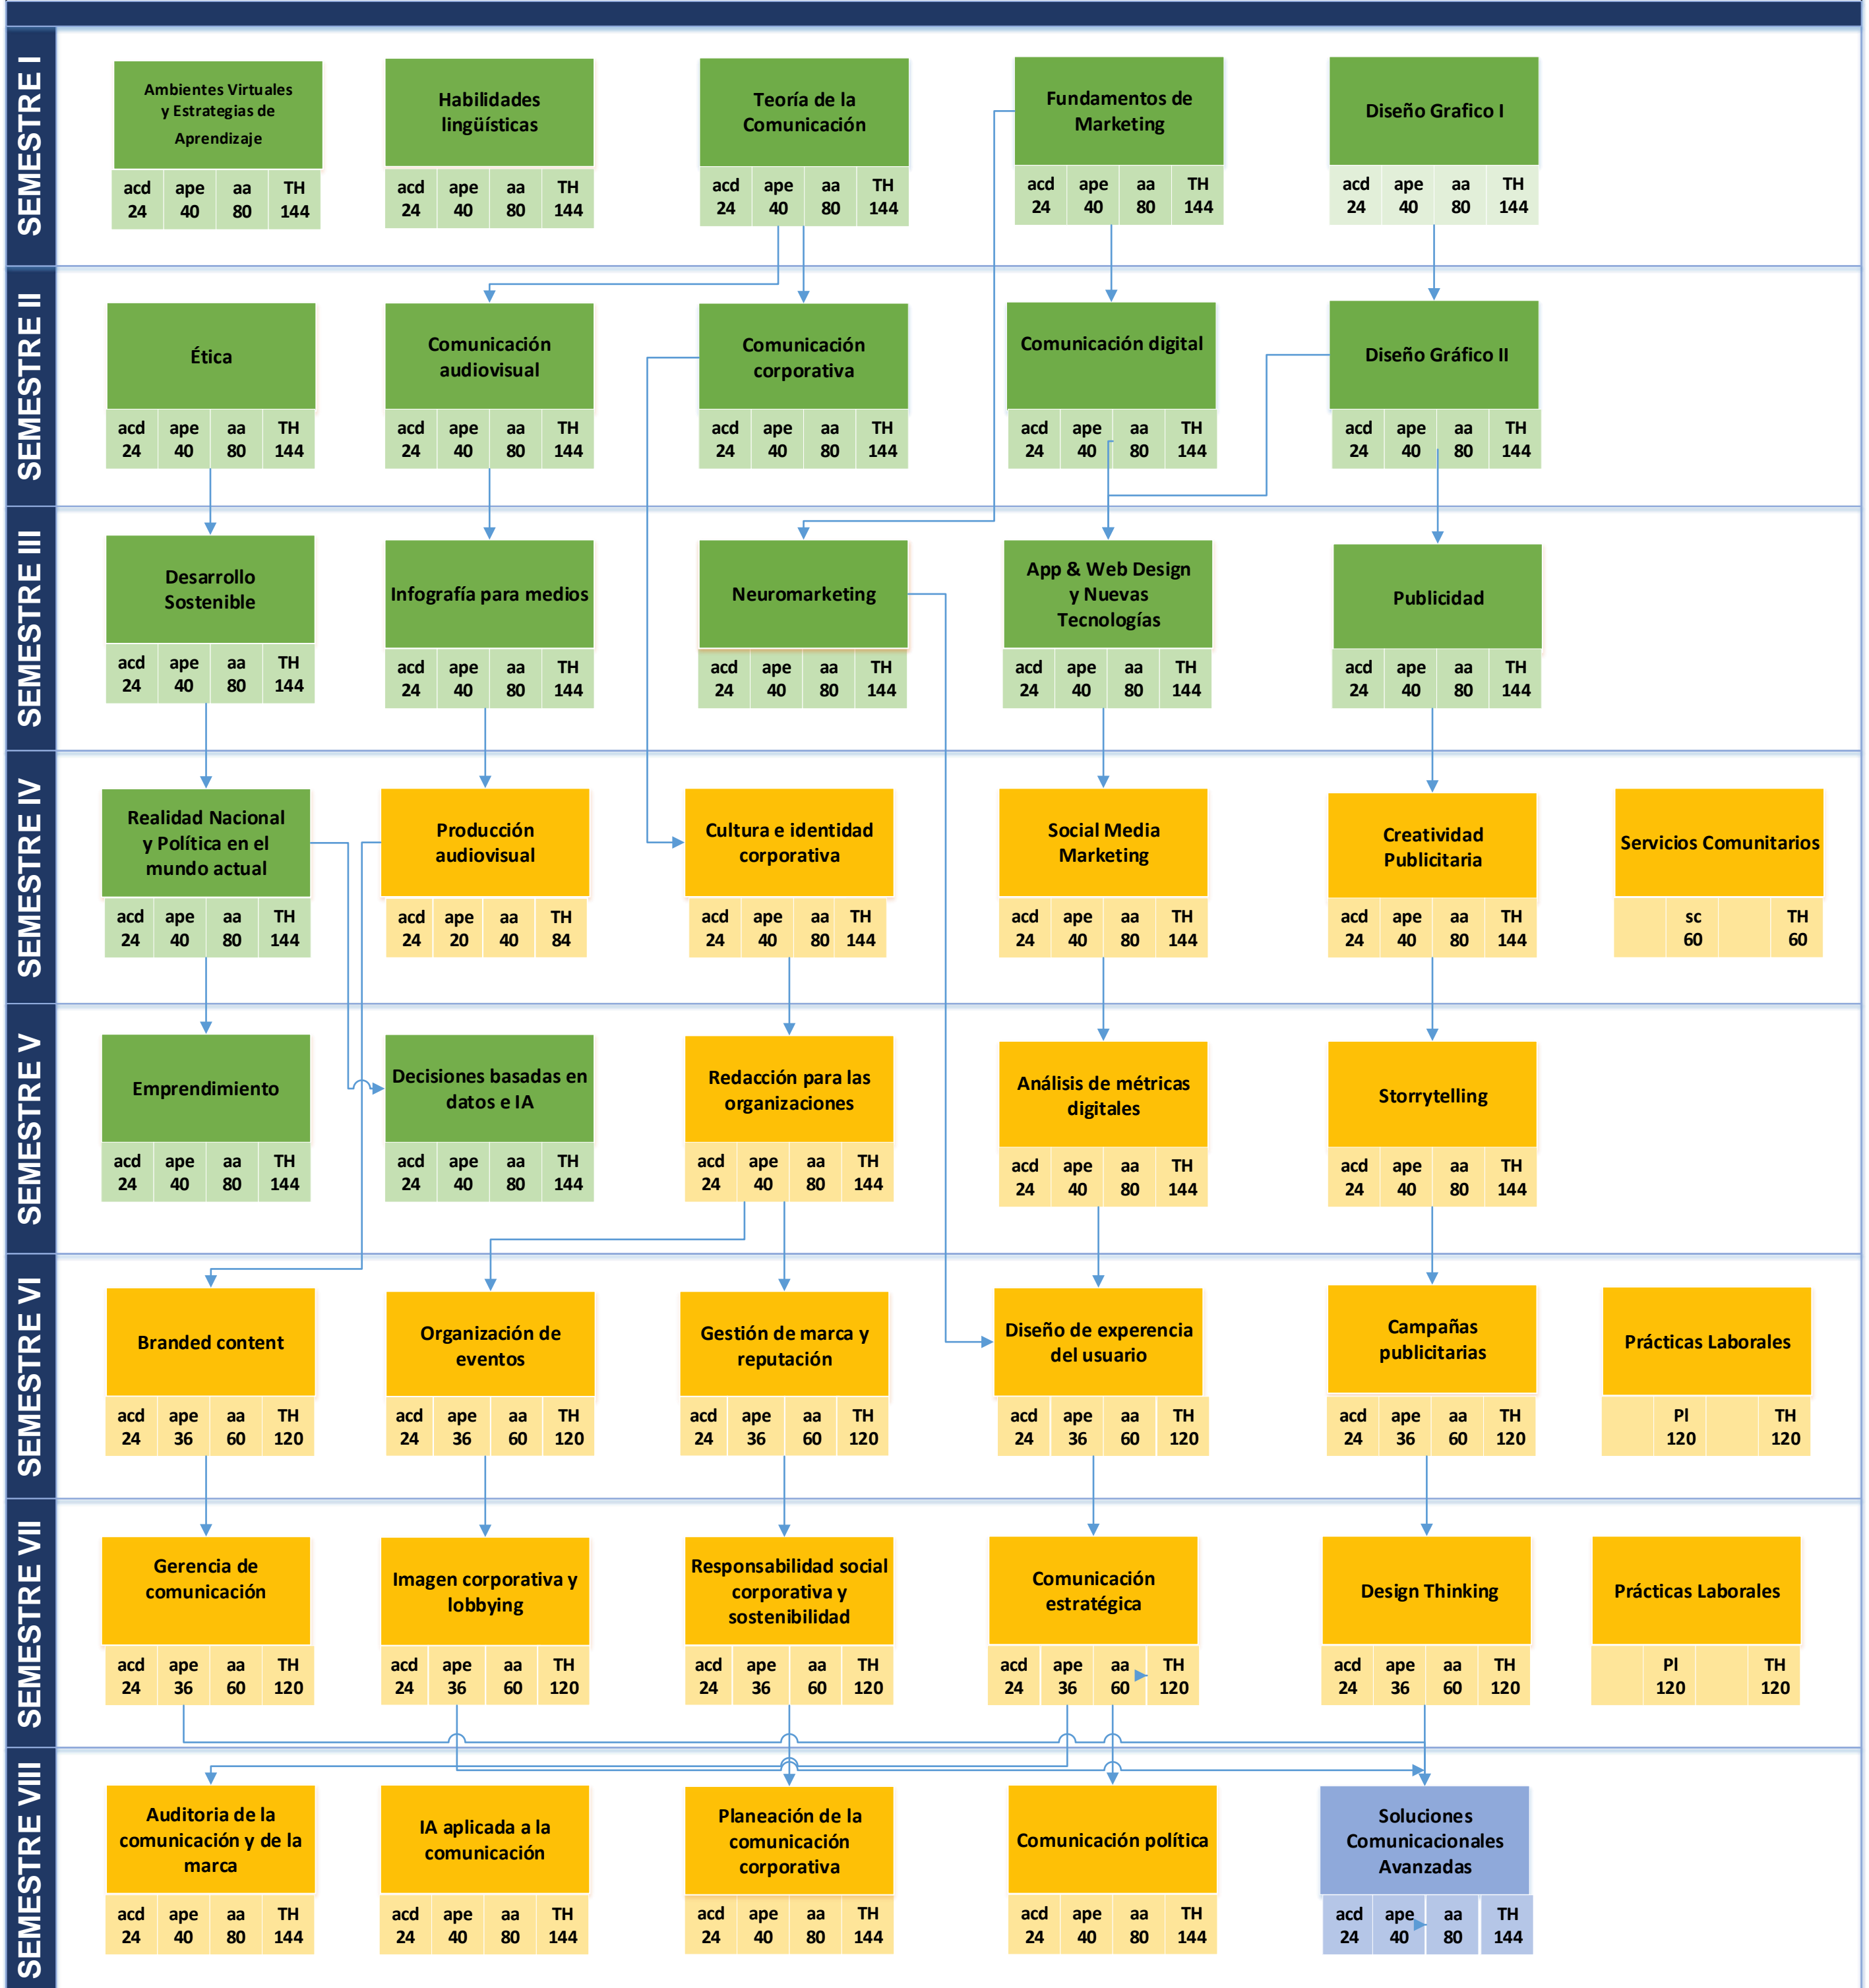 SEMESTRE I
Ambientes Virtuales
y Estrategias de
Aprendizaje
acd ape aa TH
24 40 80 144
Habilidades
lingüísticas
acd ape aa TH
24 40 80 144
Teoría de la
Comunicación
acd ape aa TH
24 40 80 144
Fundamentos de
Marketing
acd ape aa TH
24 40 80 144
Diseño Grafico I
acd ape aa TH
24 40 80 144
SEMESTRE II
Ética
acd ape aa TH
24 40 80 144
Comunicación
audiovisual
acd ape aa TH
24 40 80 144
Comunicación
corporativa
acd ape aa TH
24 40 80 144
Comunicación digital
acd ape aa TH
24 40 80 144
Diseño Gráfico II
acd ape aa TH
24 40 80 144
SEMESTRE III
Desarrollo
Sostenible
acd ape aa TH
24 40 80 144
Infografía para medios
acd ape aa TH
24 40 80 144
Neuromarketing
acd ape aa TH
24 40 80 144
App & Web Design
y Nuevas
Tecnologías
acd ape aa TH
24 40 80 144
Publicidad
acd ape aa TH
24 40 80 144
SEMESTRE IV
Realidad Nacional
y Política en el
mundo actual
acd ape aa TH
24 40 80 144
Producción
audiovisual
acd ape aa TH
24 20 40 84
Cultura e identidad
corporativa
acd ape aa TH
24 40 80 144
Social Media
Marketing
acd ape aa TH
24 40 80 144
Creatividad
Publicitaria
acd ape aa TH
24 40 80 144
Servicios Comunitarios
sc TH
60 60
SEMESTRE V
Emprendimiento
acd ape aa TH
24 40 80 144
Decisiones basadas en
datos e IA
acd ape aa TH
24 40 80 144
Redacción para las
organizaciones
acd ape aa TH
24 40 80 144
Análisis de métricas
digitales
acd ape aa TH
24 40 80 144
Storrytelling
acd ape aa TH
24 40 80 144
SEMESTRE VI
Branded content
acd ape aa TH
24 36 60 120
Organización de
eventos
acd ape aa TH
24 36 60 120
Gestión de marca y
reputación
acd ape aa TH
24 36 60 120
Diseño de experencia
del usuario
acd ape aa TH
24 36 60 120
Campañas
publicitarias
acd ape aa TH
24 36 60 120
Prácticas Laborales
Pl TH
120 120
SEMESTRE VII
Gerencia de
comunicación
acd ape aa TH
24 36 60 120
Imagen corporativa y
lobbying
acd ape aa TH
24 36 60 120
Responsabilidad social
corporativa y
sostenibilidad
acd ape aa TH
24 36 60 120
Comunicación
estratégica
acd ape aa TH
24 36 60 120
Design Thinking
acd ape aa TH
24 36 60 120
Prácticas Laborales
Pl TH
120 120
SEMESTRE VIII
Auditoria de la
comunicación y de la
marca
acd ape aa TH
24 40 80 144
IA aplicada a la
comunicación
acd ape aa TH
24 40 80 144
Planeación de la
comunicación
corporativa
acd ape aa TH
24 40 80 144
Comunicación política
acd ape aa TH
24 40 80 144
Soluciones
Comunicacionales
Avanzadas
acd ape aa TH
24 40 80 144